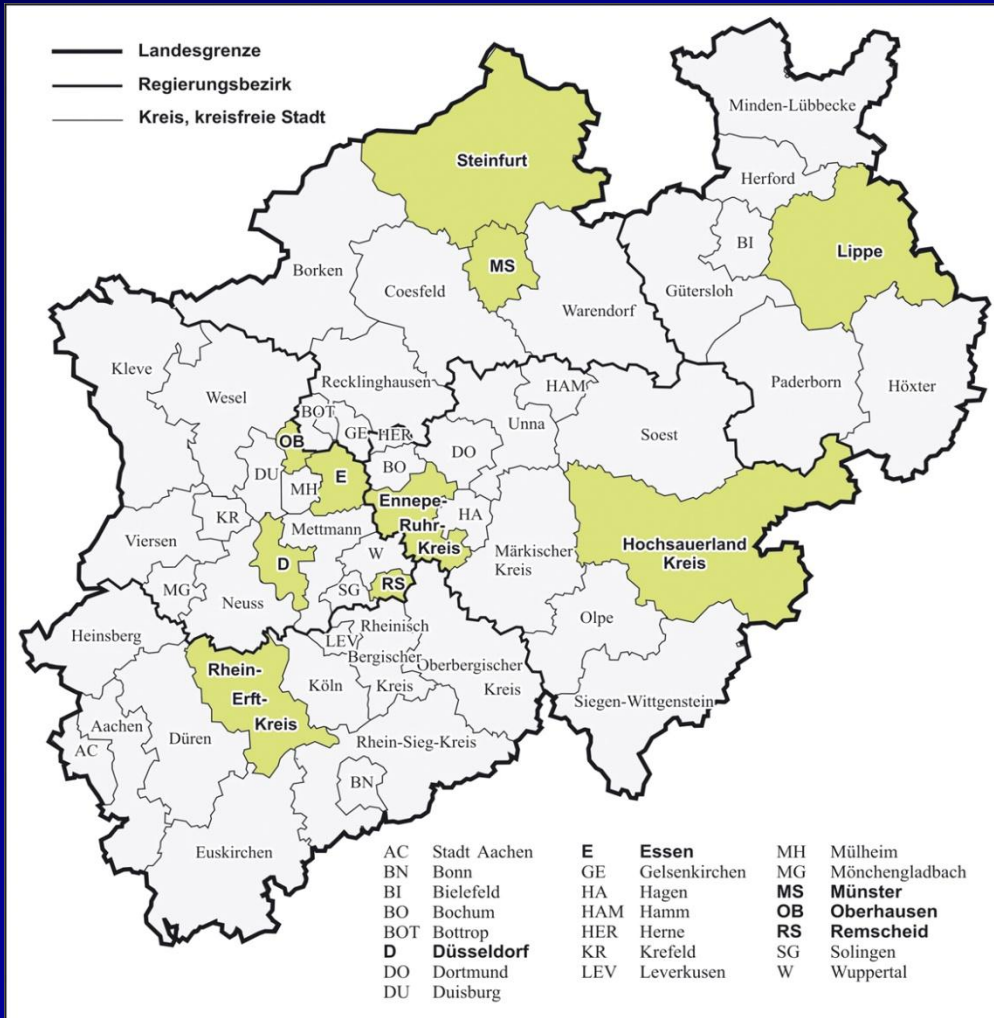 Landesgrenze
Regierungsbezirk
Kreis, kreisfreie Stadt
Minden-Lübbecke
Steinfurt
Herford
BI
Lippe
MS
Borken
Coesfeld
Gütersloh
Warendorf
Kleve
Wesel
Recklinghausen
HAM
Paderborn
Höxter
BOT
GE
HER
Unna
Soest
OB
DU
E
BO
DO
MH
Ennepe-
Ruhr-
Kreis
HA
KR
Mettmann
Viersen
D
W
Märkischer
Kreis
Hochsauerland
Kreis
MG
Neuss
SG
RS
Olpe
Heinsberg
LEV
Rheinisch
Bergischer
Kreis
Oberbergischer
Kreis
Rhein-
Erft-
Kreis
Köln
Siegen-Wittgenstein
Aachen
AC
Düren
Rhein-Sieg-Kreis
BN
Euskirchen
AC Stadt Aachen
BN Bonn
BI Bielefeld
BO Bochum
BOT Bottrop
D Düsseldorf
DO Dortmund
DU Duisburg
E Essen
GE Gelsenkirchen
HA Hagen
HAM Hamm
HER Herne
KR Krefeld
LEV Leverkusen
MH Mülheim
MG Mönchengladbach
MS Münster
OB Oberhausen
RS Remscheid
SG Solingen
W Wuppertal